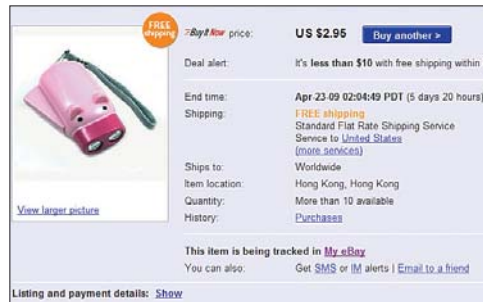 FREE shipping
Buy It Now price: US $2.95 Buy another >
Deal alert: It's less than $10 with free shipping within
End time: Apr-23-09 02:04:49 PDT (5 days 20 hours)
Shipping: FREE shipping
Standard Flat Rate Shipping Service
Service to United States
(more services)
Ships to: Worldwide
Item location: Hong Kong, Hong Kong
Quantity: More than 10 available
View larger picture
History: Purchases
This item is being tracked in My eBay
You can also: Get SMS or IM alerts | Email to a friend
Listing and payment details: Show